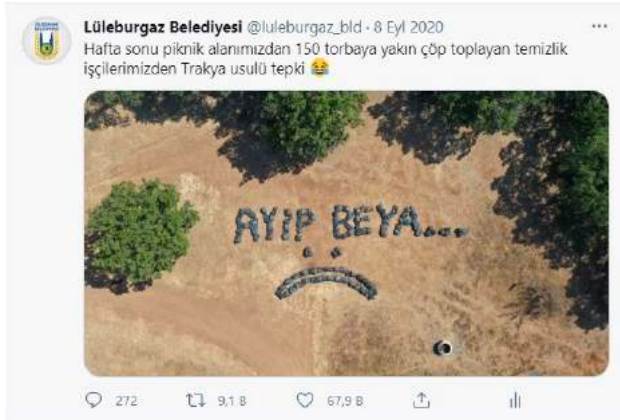 Lüleburgaz Belediyesi @luleburgaz_bld · 8 Eyl 2020
Hafta sonu piknik alanımızdan 150 torbaya yakın çöp toplayan temizlik
işçilerimizden Trakya usulü tepki 😂
AYIP BEYA...
272 9,1 B 67,9 B